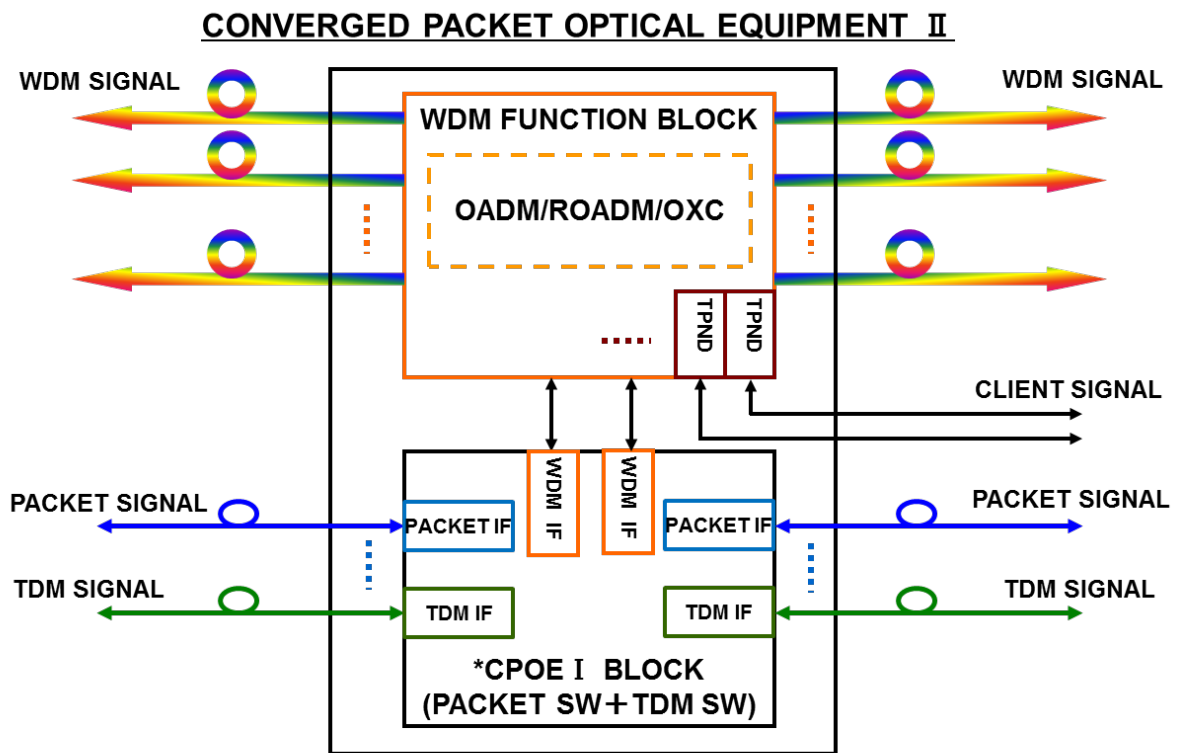 CONVERGED PACKET OPTICAL EQUIPMENT Ⅱ
WDM SIGNAL
WDM SIGNAL
WDM FUNCTION BLOCK
OADM/ROADM/OXC
TPND
TPND
CLIENT SIGNAL
WDM IF
WDM IF
PACKET SIGNAL
PACKET SIGNAL
PACKET IF
PACKET IF
TDM SIGNAL
TDM SIGNAL
TDM IF
TDM IF
*CPOE Ⅰ BLOCK
(PACKET SW＋TDM SW)